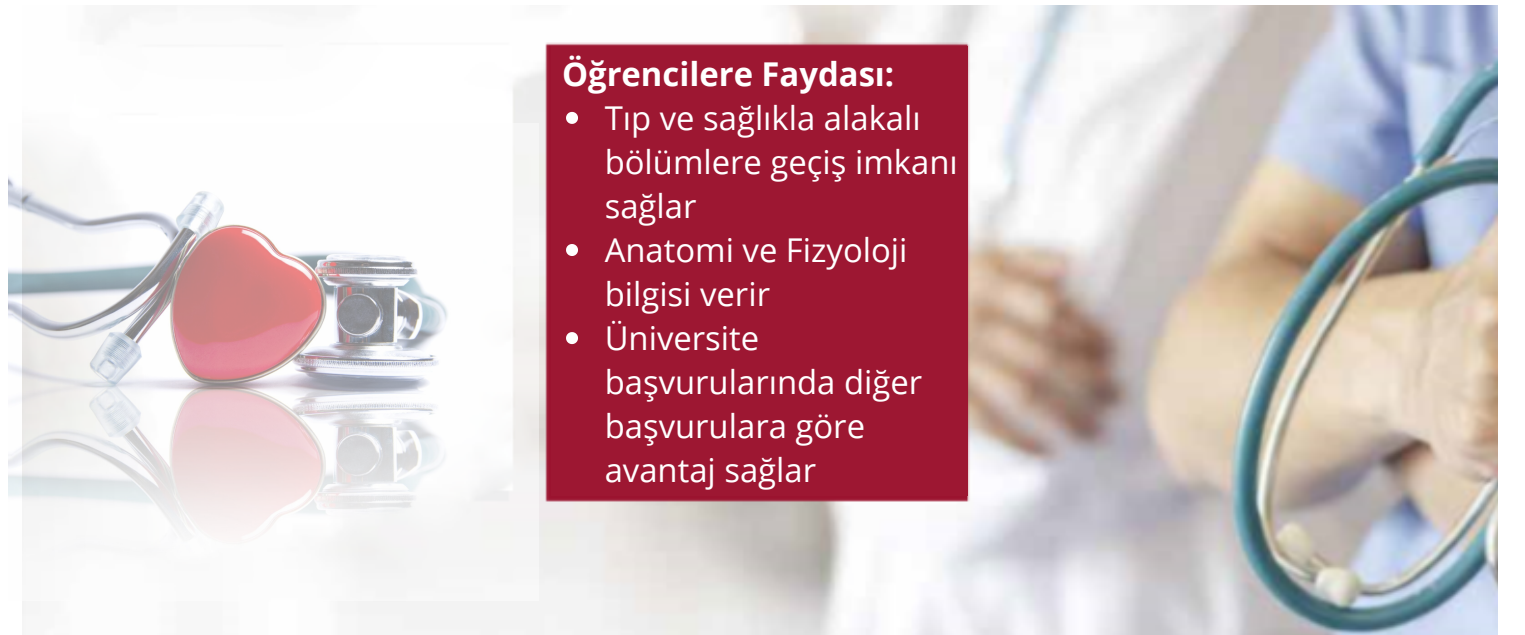 Öğrencilere Faydası:
• Tıp ve sağlıkla alakalı
bölümlere geçiş imkanı
sağlar
• Anatomi ve Fizyoloji
bilgisi verir
• Üniversite
başvurularında diğer
başvurulara göre
avantaj sağlar